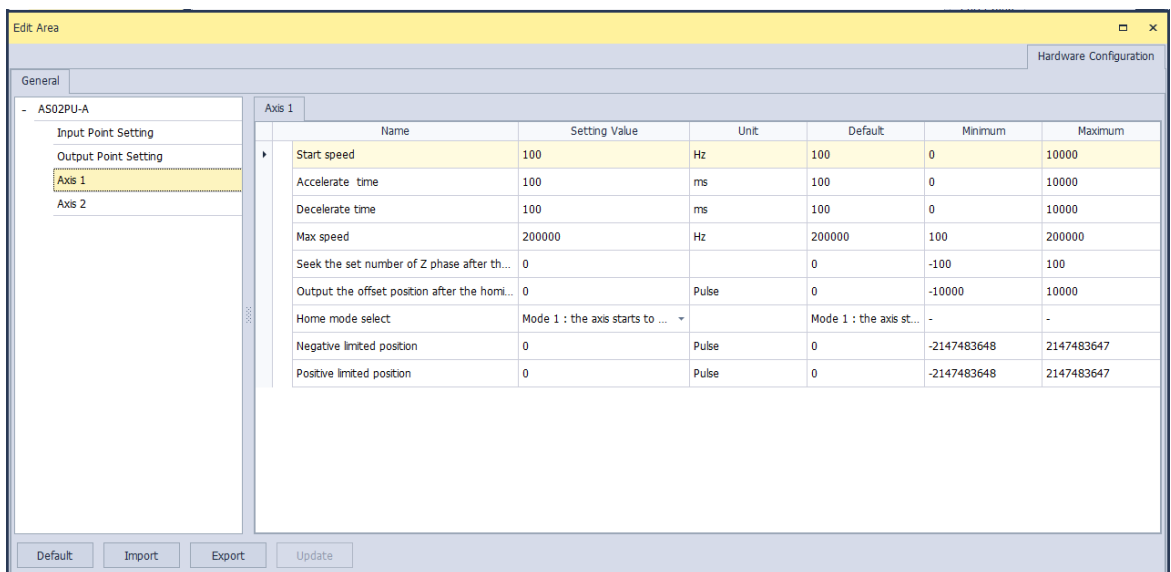 Edit Area
Hardware Configuration
General
- AS02PU-A
Input Point Setting
Output Point Setting
Axis 1
Axis 2
Axis 1
Name Setting Value Unit Default Minimum Maximum
Start speed 100 Hz 100 0 10000
Accelerate time 100 ms 100 0 10000
Decelerate time 100 ms 100 0 10000
Max speed 200000 Hz 200000 100 200000
Seek the set number of Z phase after th... 0 0 -100 100
Output the offset position after the homi... 0 Pulse 0 -10000 10000
Home mode select Mode 1 : the axis starts to ... Mode 1 : the axis st... - -
Negative limited position 0 Pulse 0 -2147483648 2147483647
Positive limited position 0 Pulse 0 -2147483648 2147483647
Default Import Export Update